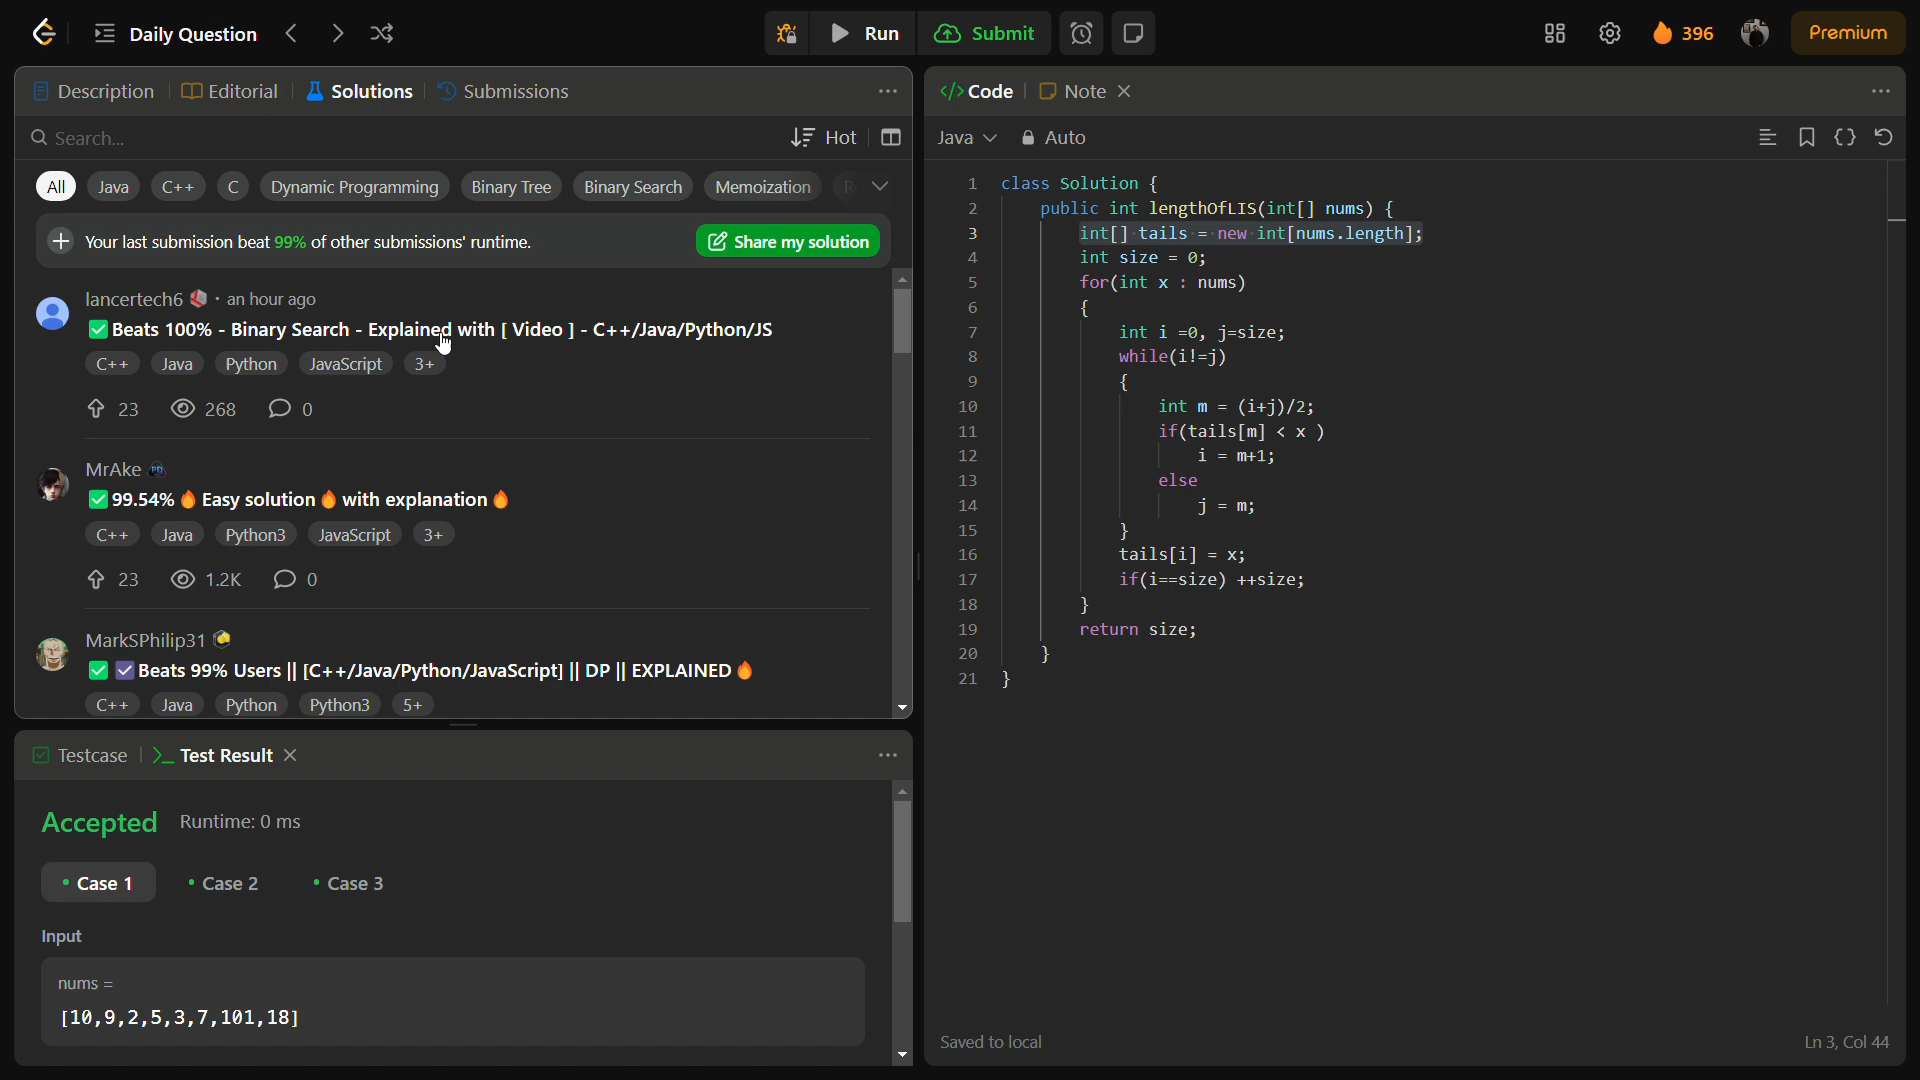 Daily Question
Run
Submit
396
Premium
Description
Editorial
Solutions
Submissions
Search...
Hot
All
Java
C++
C
Dynamic Programming
Binary Tree
Binary Search
Memoization
Your last submission beat 99% of other submissions' runtime.
Share my solution
lancertech6 · an hour ago
✅Beats 100% - Binary Search - Explained with [ Video ] - C++/Java/Python/JS
C++ Java Python JavaScript 3+
23 268 0
MrAke
✅99.54%🔥Easy solution🔥with explanation🔥
C++ Java Python3 JavaScript 3+
23 1.2K 0
MarkSPhilip31
✅☑Beats 99% Users || [C++/Java/Python/JavaScript] || DP || EXPLAINED🔥
C++ Java Python Python3 5+
Testcase
Test Result
Accepted Runtime: 0 ms
• Case 1 • Case 2 • Case 3
Input
nums =
[10,9,2,5,3,7,101,18]
</> Code
Note
Java
Auto
1 class Solution {
2 public int lengthOfLIS(int[] nums) {
3 int[] tails = new int[nums.length];
4 int size = 0;
5 for(int x : nums)
6 {
7 int i =0, j=size;
8 while(i!=j)
9 {
10 int m = (i+j)/2;
11 if(tails[m] < x )
12 i = m+1;
13 else
14 j = m;
15 }
16 tails[i] = x;
17 if(i==size) ++size;
18 }
19 return size;
20 }
21 }
Saved to local
Ln 3, Col 44